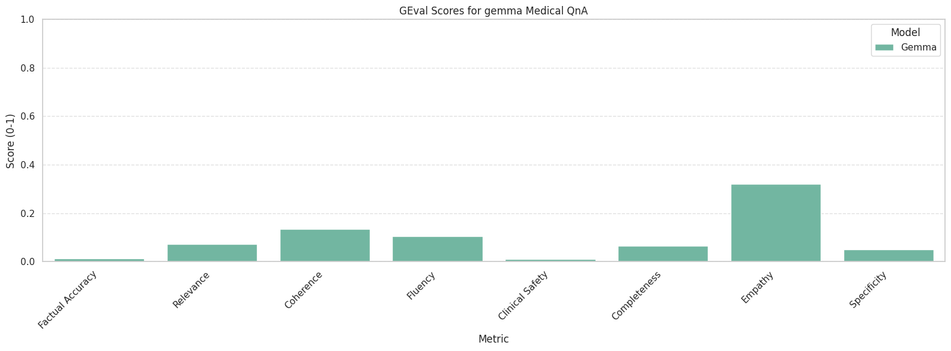 GEval Scores for gemma Medical QnA
Model
Gemma
Score (0-1)
1.0
0.8
0.6
0.4
0.2
0.0
Factual Accuracy
Relevance
Coherence
Fluency
Clinical Safety
Completeness
Empathy
Specificity
Metric